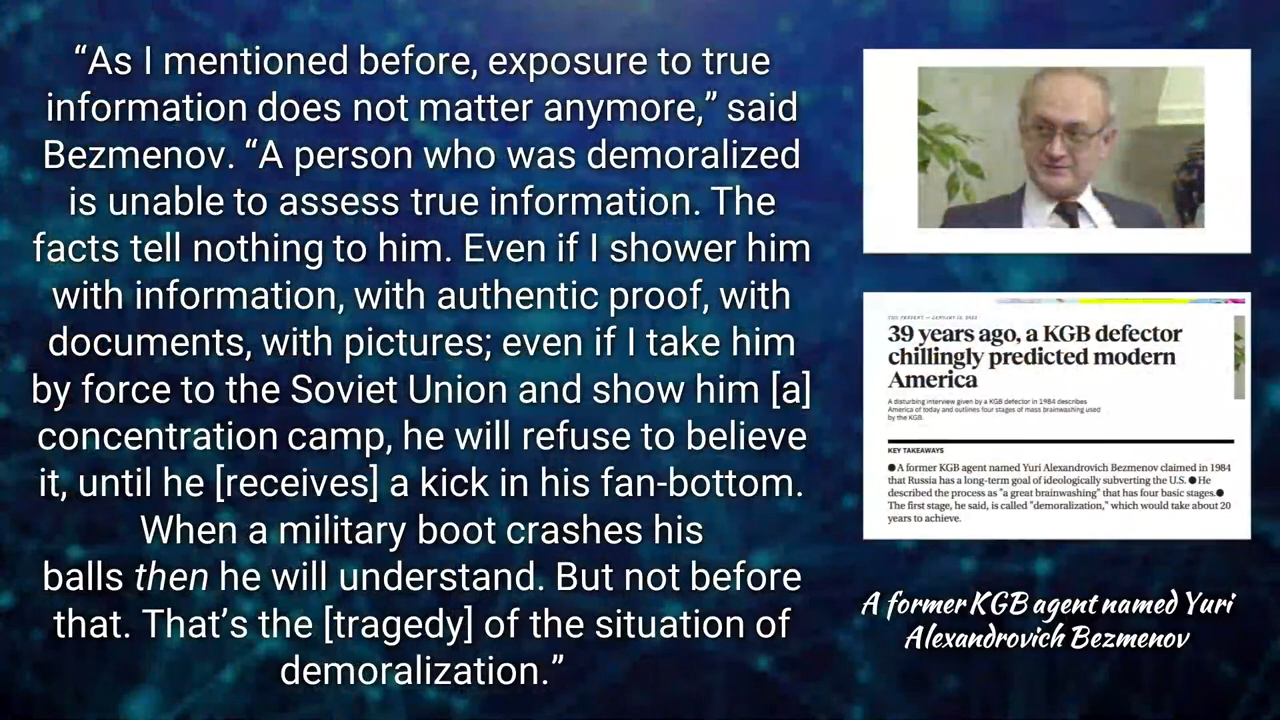 “As I mentioned before, exposure to true
information does not matter anymore,” said
Bezmenov. “A person who was demoralized
is unable to assess true information. The
facts tell nothing to him. Even if I shower him
with information, with authentic proof, with
documents, with pictures; even if I take him
by force to the Soviet Union and show him [a]
concentration camp, he will refuse to believe
it, until he [receives] a kick in his fan-bottom.
When a military boot crashes his
balls then he will understand. But not before
that. That’s the [tragedy] of the situation of
demoralization.”
THE PRESENT — JANUARY
39 years ago, a KGB defector
chillingly predicted modern
America
A disturbing interview given by a KGB defector in 1984 describes
America of today and outlines four stages of mass brainwashing used
by the KGB.
KEY TAKEAWAYS
●A former KGB agent named Yuri Alexandrovich Bezmenov claimed in 1984
that Russia has a long-term goal of ideologically subverting the U.S. ●He
described the process as "a great brainwashing" that has four basic stages.●
The first stage, he said, is called "demoralization," which would take about 20
years to achieve.
A former KGB agent named Yuri
Alexandrovich Bezmenov